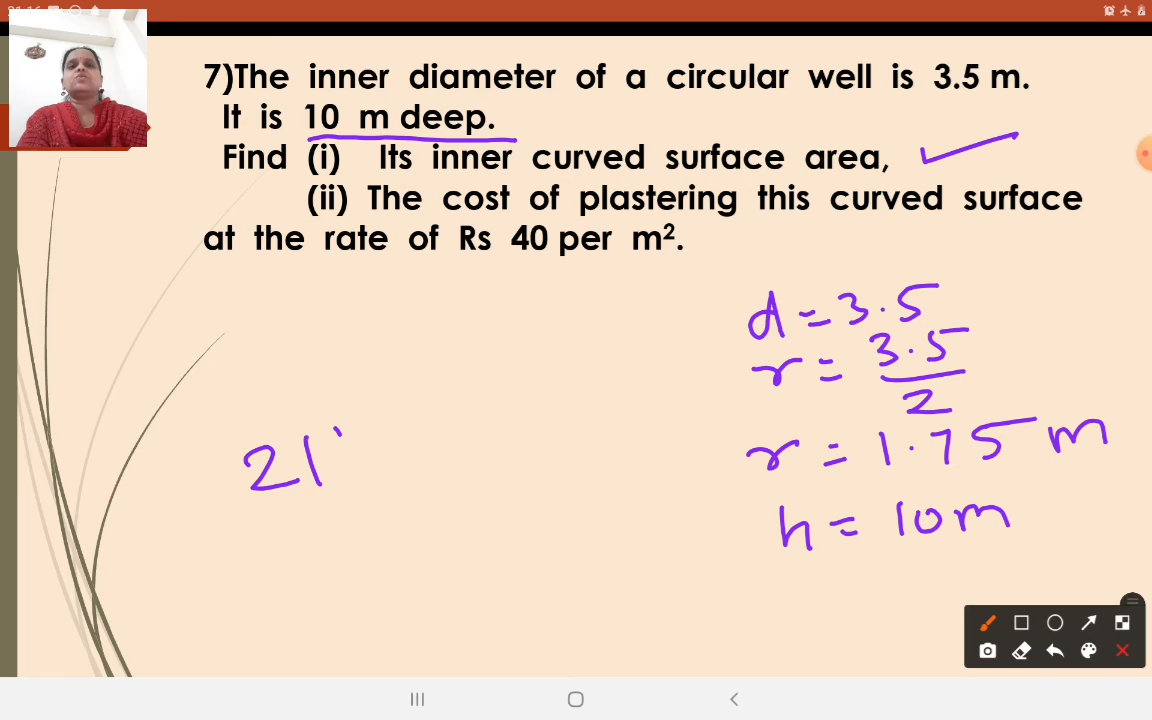 21:16
7)The inner diameter of a circular well is 3.5 m.
It is 10 m deep.
Find (i) Its inner curved surface area,
(ii) The cost of plastering this curved surface
at the rate of Rs 40 per m².
d = 3.5
r = 3.5/2
r = 1.75 m
h = 10m
21'